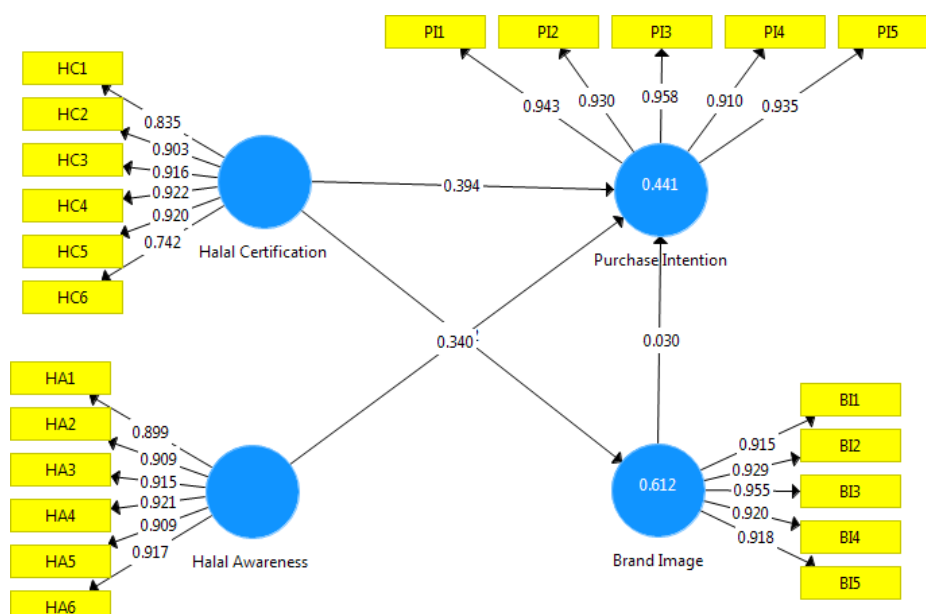 PI1 PI2 PI3 PI4 PI5
HC1
HC2
HC3
HC4
HC5
HC6
0.835
0.903
0.916
0.922
0.920
0.742
Halal Certification
0.943
0.930
0.958
0.910
0.935
0.441
Purchase Intention
0.394
0.340
0.030
HA1
HA2
HA3
HA4
HA5
HA6
0.899
0.909
0.915
0.921
0.909
0.917
Halal Awareness
0.612
Brand Image
0.915
0.929
0.955
0.920
0.918
BI1
BI2
BI3
BI4
BI5